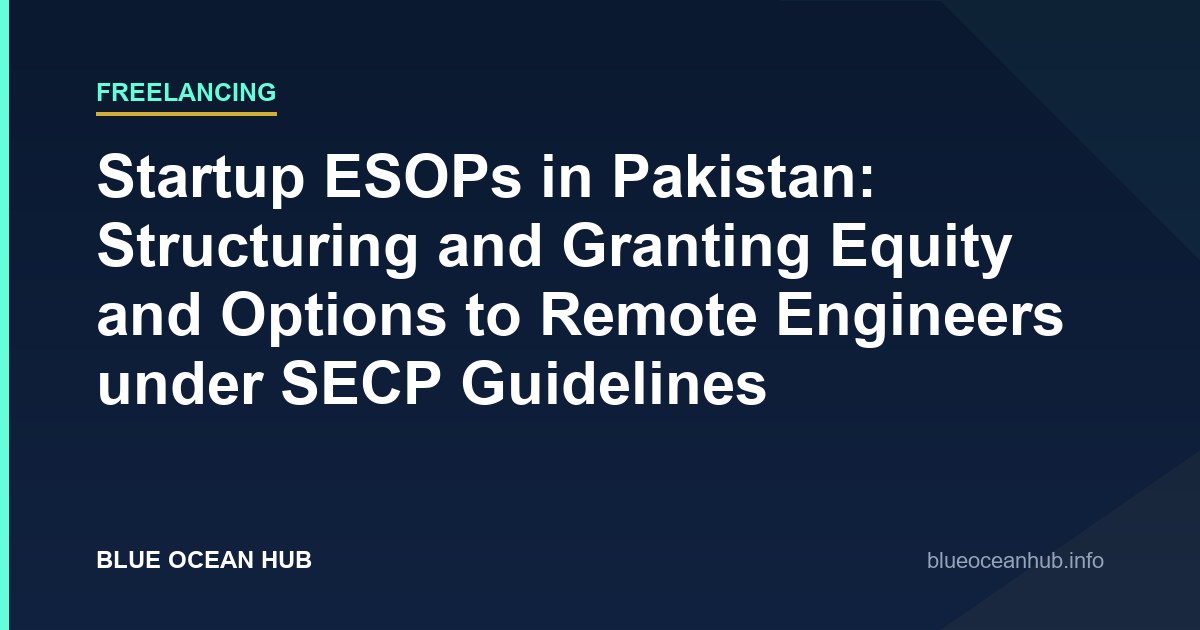 FREELANCING
Startup ESOPs in Pakistan:
Structuring and Granting Equity
and Options to Remote Engineers
under SECP Guidelines
BLUE OCEAN HUB
blueoceanhub.info